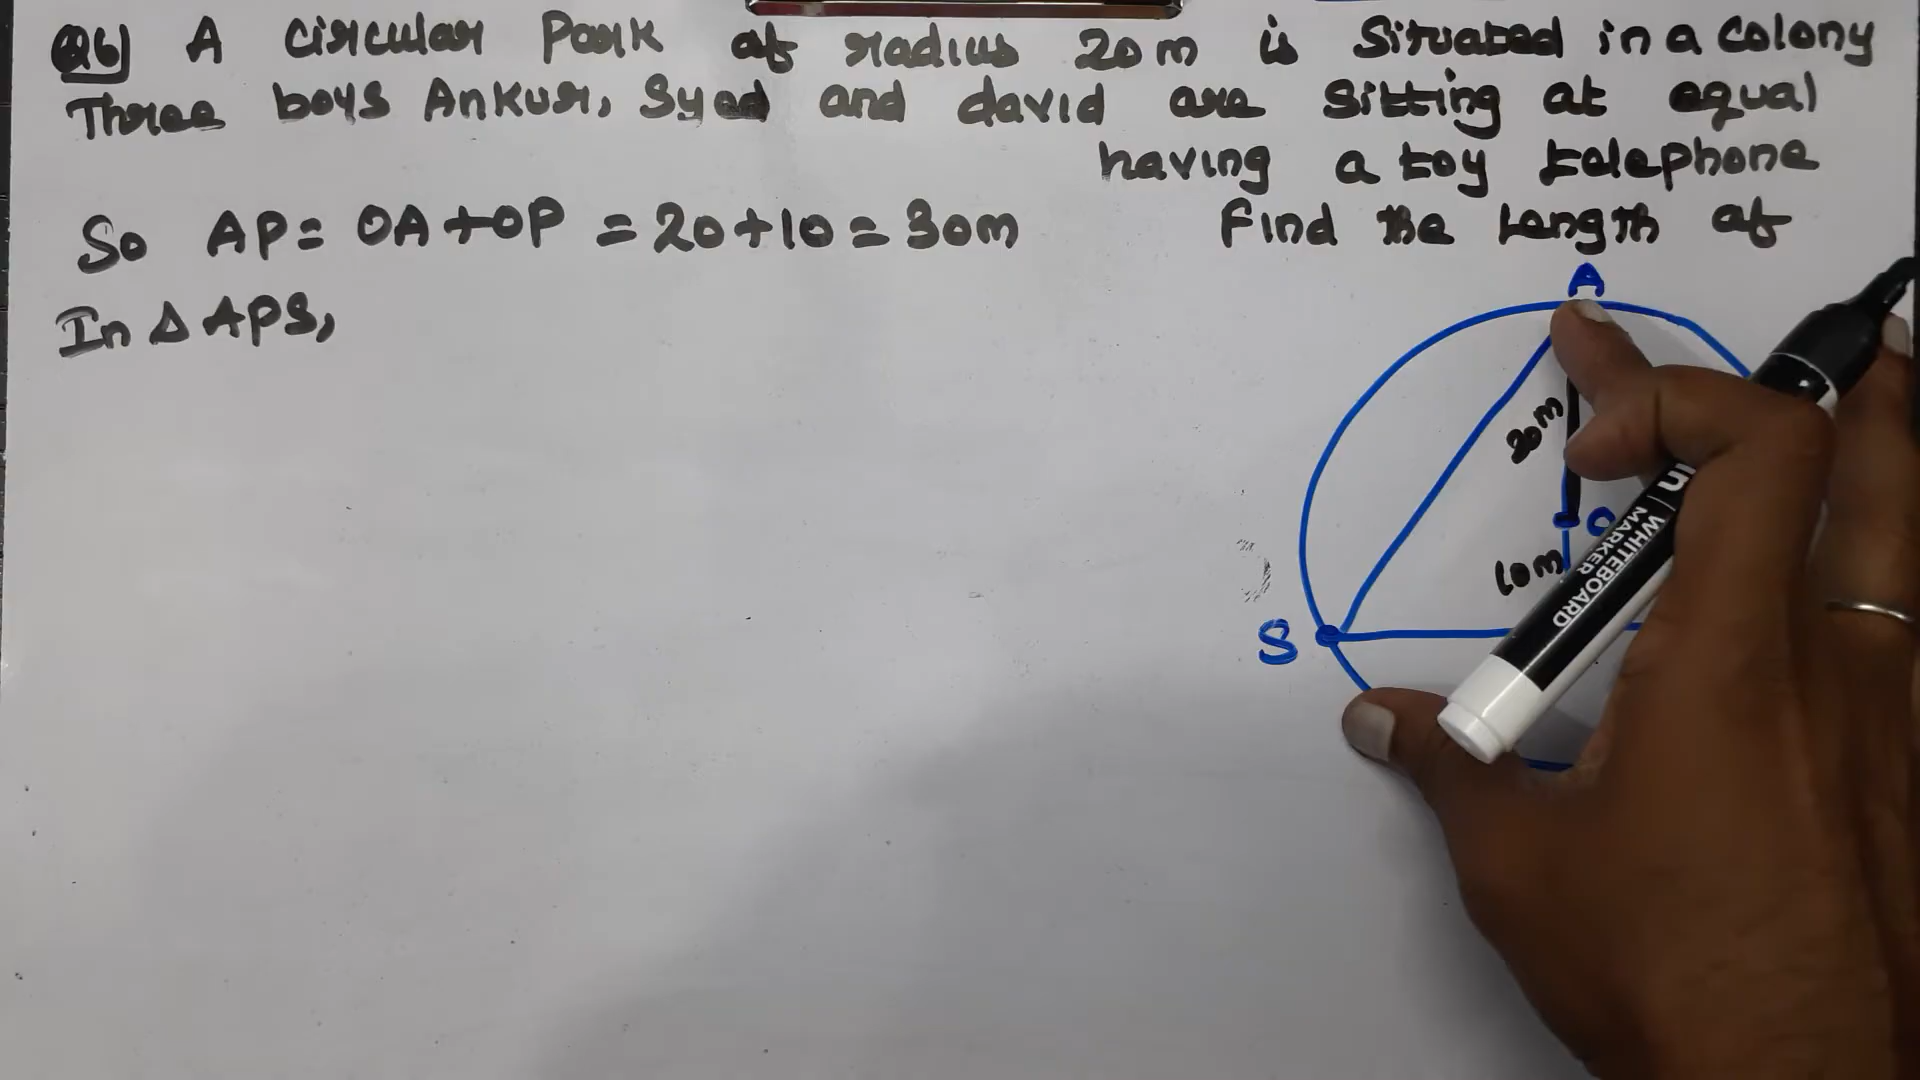 Q6) A circular Park of radius 20m is Situated in a Colony
Three boys Ankur, Syed and david are sitting at equal
having a toy telephone
So AP = OA + OP = 20 + 10 = 30m
Find the Length of
In Δ APS,
A
20m
O
10m
S
WHITEBOARD
MARKER